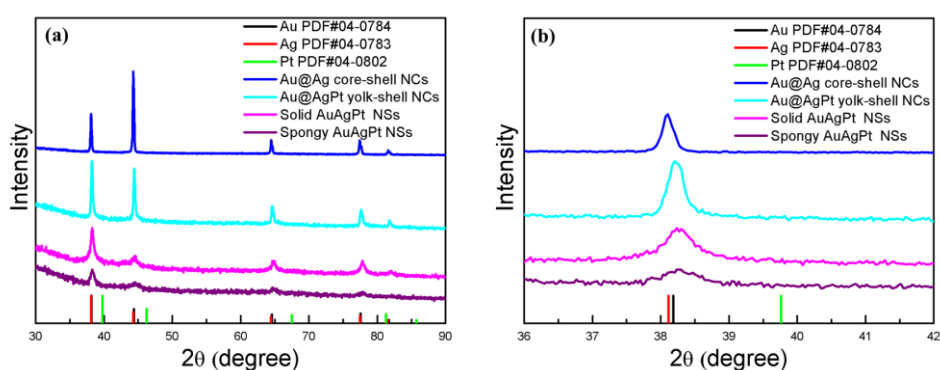 (a)
Au PDF#04-0784
Ag PDF#04-0783
Pt PDF#04-0802
Au@Ag core-shell NCs
Au@AgPt yolk-shell NCs
Solid AuAgPt NSs
Spongy AuAgPt NSs
Intensity
30 40 50 60 70 80 90
2θ (degree)
(b)
Au PDF#04-0784
Ag PDF#04-0783
Pt PDF#04-0802
Au@Ag core-shell NCs
Au@AgPt yolk-shell NCs
Solid AuAgPt NSs
Spongy AuAgPt NSs
Intensity
36 37 38 39 40 41 42
2θ (degree)